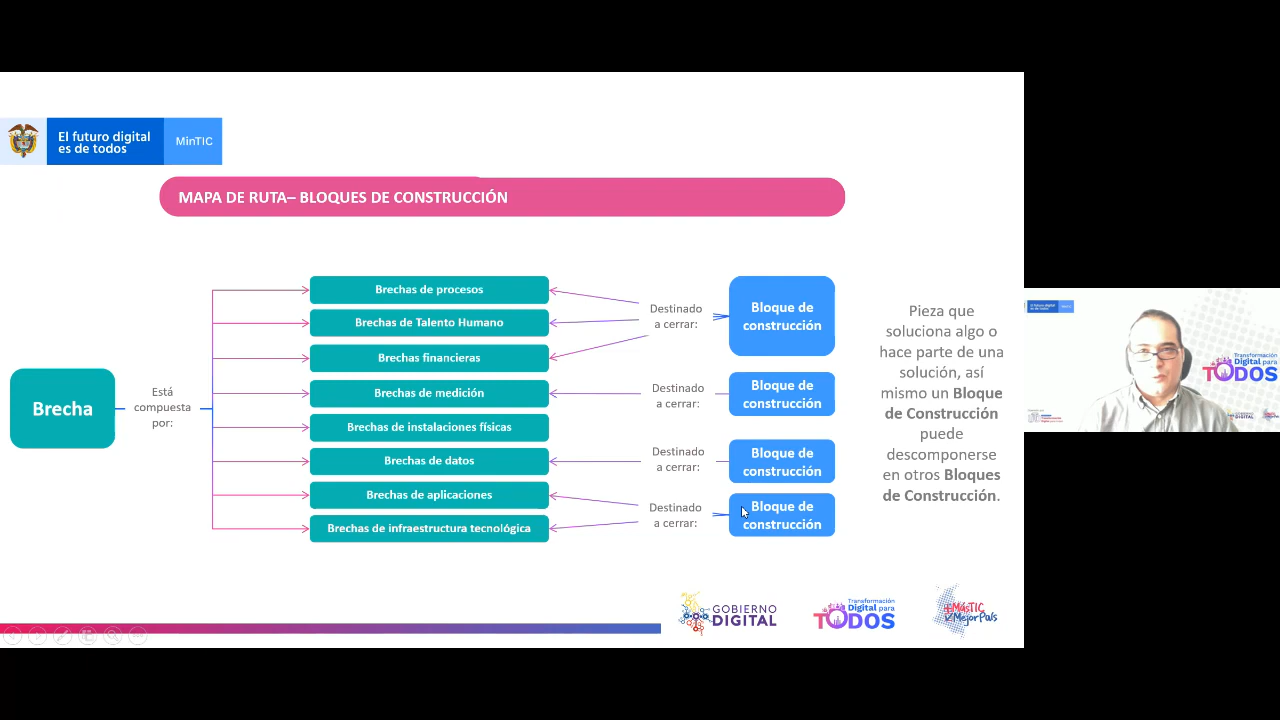 El futuro digital
es de todos
MinTIC
MAPA DE RUTA– BLOQUES DE CONSTRUCCIÓN
Brecha
Está
compuesta
por:
Brechas de procesos
Brechas de Talento Humano
Brechas financieras
Brechas de medición
Brechas de instalaciones físicas
Brechas de datos
Brechas de aplicaciones
Brechas de infraestructura tecnológica
Destinado
a cerrar:
Bloque de
construcción
Destinado
a cerrar:
Bloque de
construcción
Destinado
a cerrar:
Bloque de
construcción
Destinado
a cerrar:
Bloque de
construcción
Pieza que
soluciona algo o
hace parte de una
solución, así
mismo un Bloque
de Construcción
puede
descomponerse
en otros Bloques
de Construcción.
GOBIERNO
DIGITAL
Transformación
Digital para
TODOS
+MásTIC
MejorPaís
Transformación
Digital para
TODOS